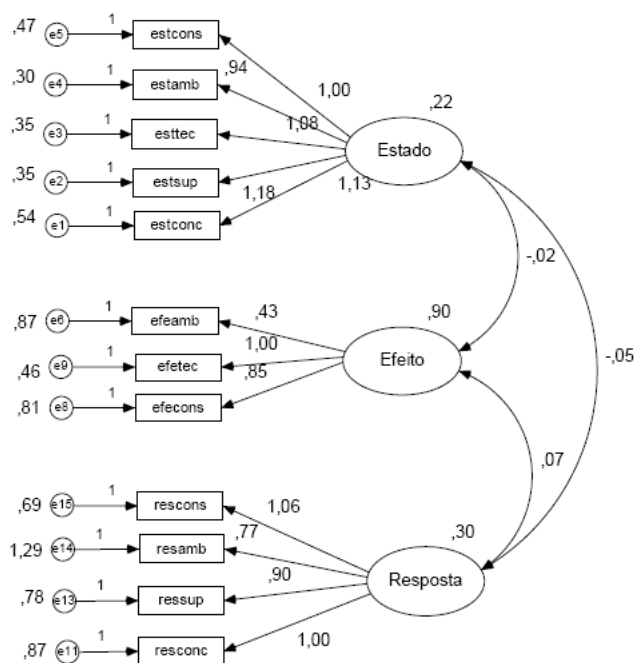 ,47 e5 1 estcons
,94
,30 e4 1 estamb
1,00
,22
,35 e3 1 esttec
1,08
Estado
,35 e2 1 estsup
1,13
1,18
,54 e1 1 estconc
-,02
,87 e6 1 efeamb
,43
,90
1,00
-,05
,46 e9 1 efetec
Efeito
,85
,81 e8 1 efecons
,07
,69 e15 1 rescons
1,06
,77
,30
1,29 e14 1 resamb
,90
Resposta
,78 e13 1 ressup
1,00
,87 e11 1 resconc